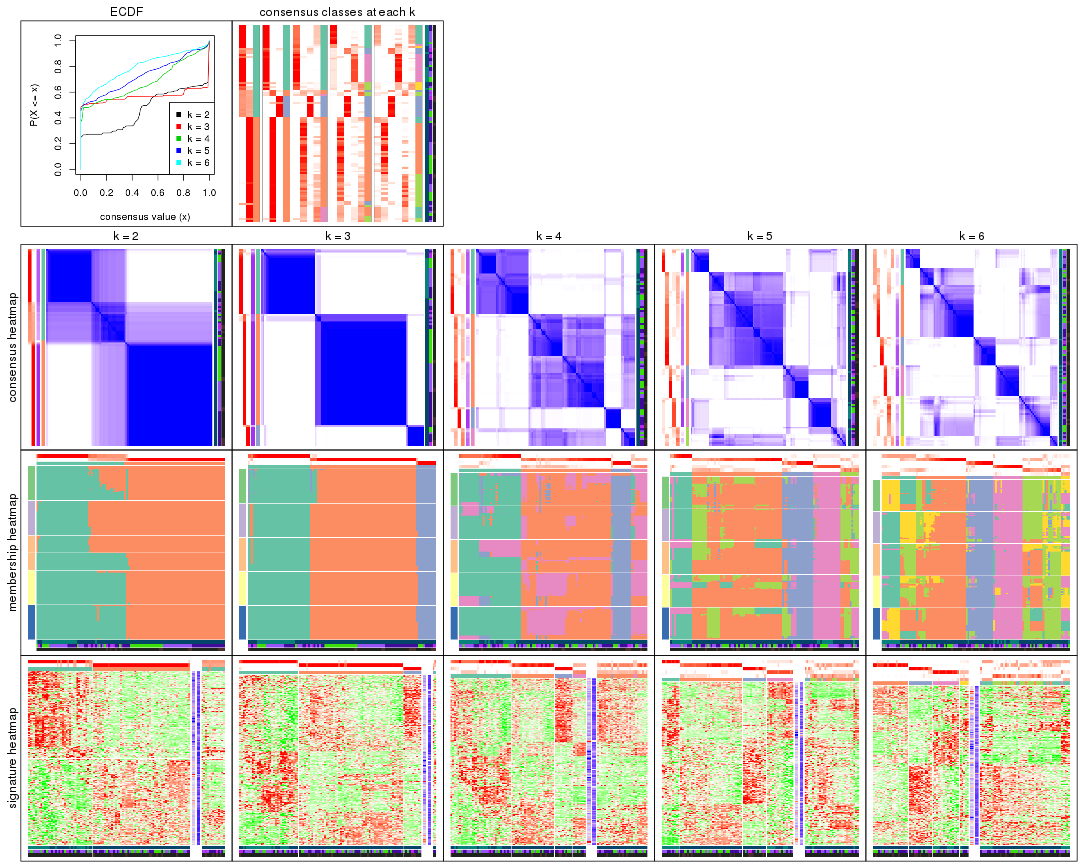 ECDF
consensus classes at each k
P(X <= x)
0.0 0.2 0.4 0.6 0.8 1.0
k = 2
k = 3
k = 4
k = 5
k = 6
0.0 0.2 0.4 0.6 0.8 1.0
consensus value (x)
k = 2 k = 3 k = 4 k = 5 k = 6
consensus heatmap
membership heatmap
signature heatmap